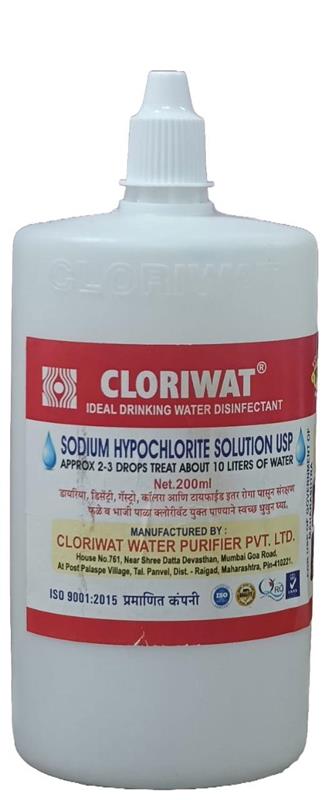 CLORIWAT
CLORIWAT®
IDEAL DRINKING WATER DISINFECTANT
SODIUM HYPOCHLORITE SOLUTION USP
APPROX 2-3 DROPS TREAT ABOUT 10 LITERS OF WATER
Net.200ml
डायरिया, डिसेंट्री, गॅस्ट्रो, कॉलरा आणि टायफाईड इतर रोगा पासून संरक्षण
फळे व भाजी पाळा क्लोरीवॅट युक्त पाण्याने स्वच्छ धुवून घ्या.
MANUFACTURED BY :
CLORIWAT WATER PURIFIER PVT. LTD.
House No.761, Near Shree Datta Devasthan, Mumbai Goa Road,
At Post Palaspe Village, Tal. Panvel, Dist. - Raigad, Maharashtra, Pin-410221.
ISO 9001:2015 प्रमाणित कंपनी
ISO
RO